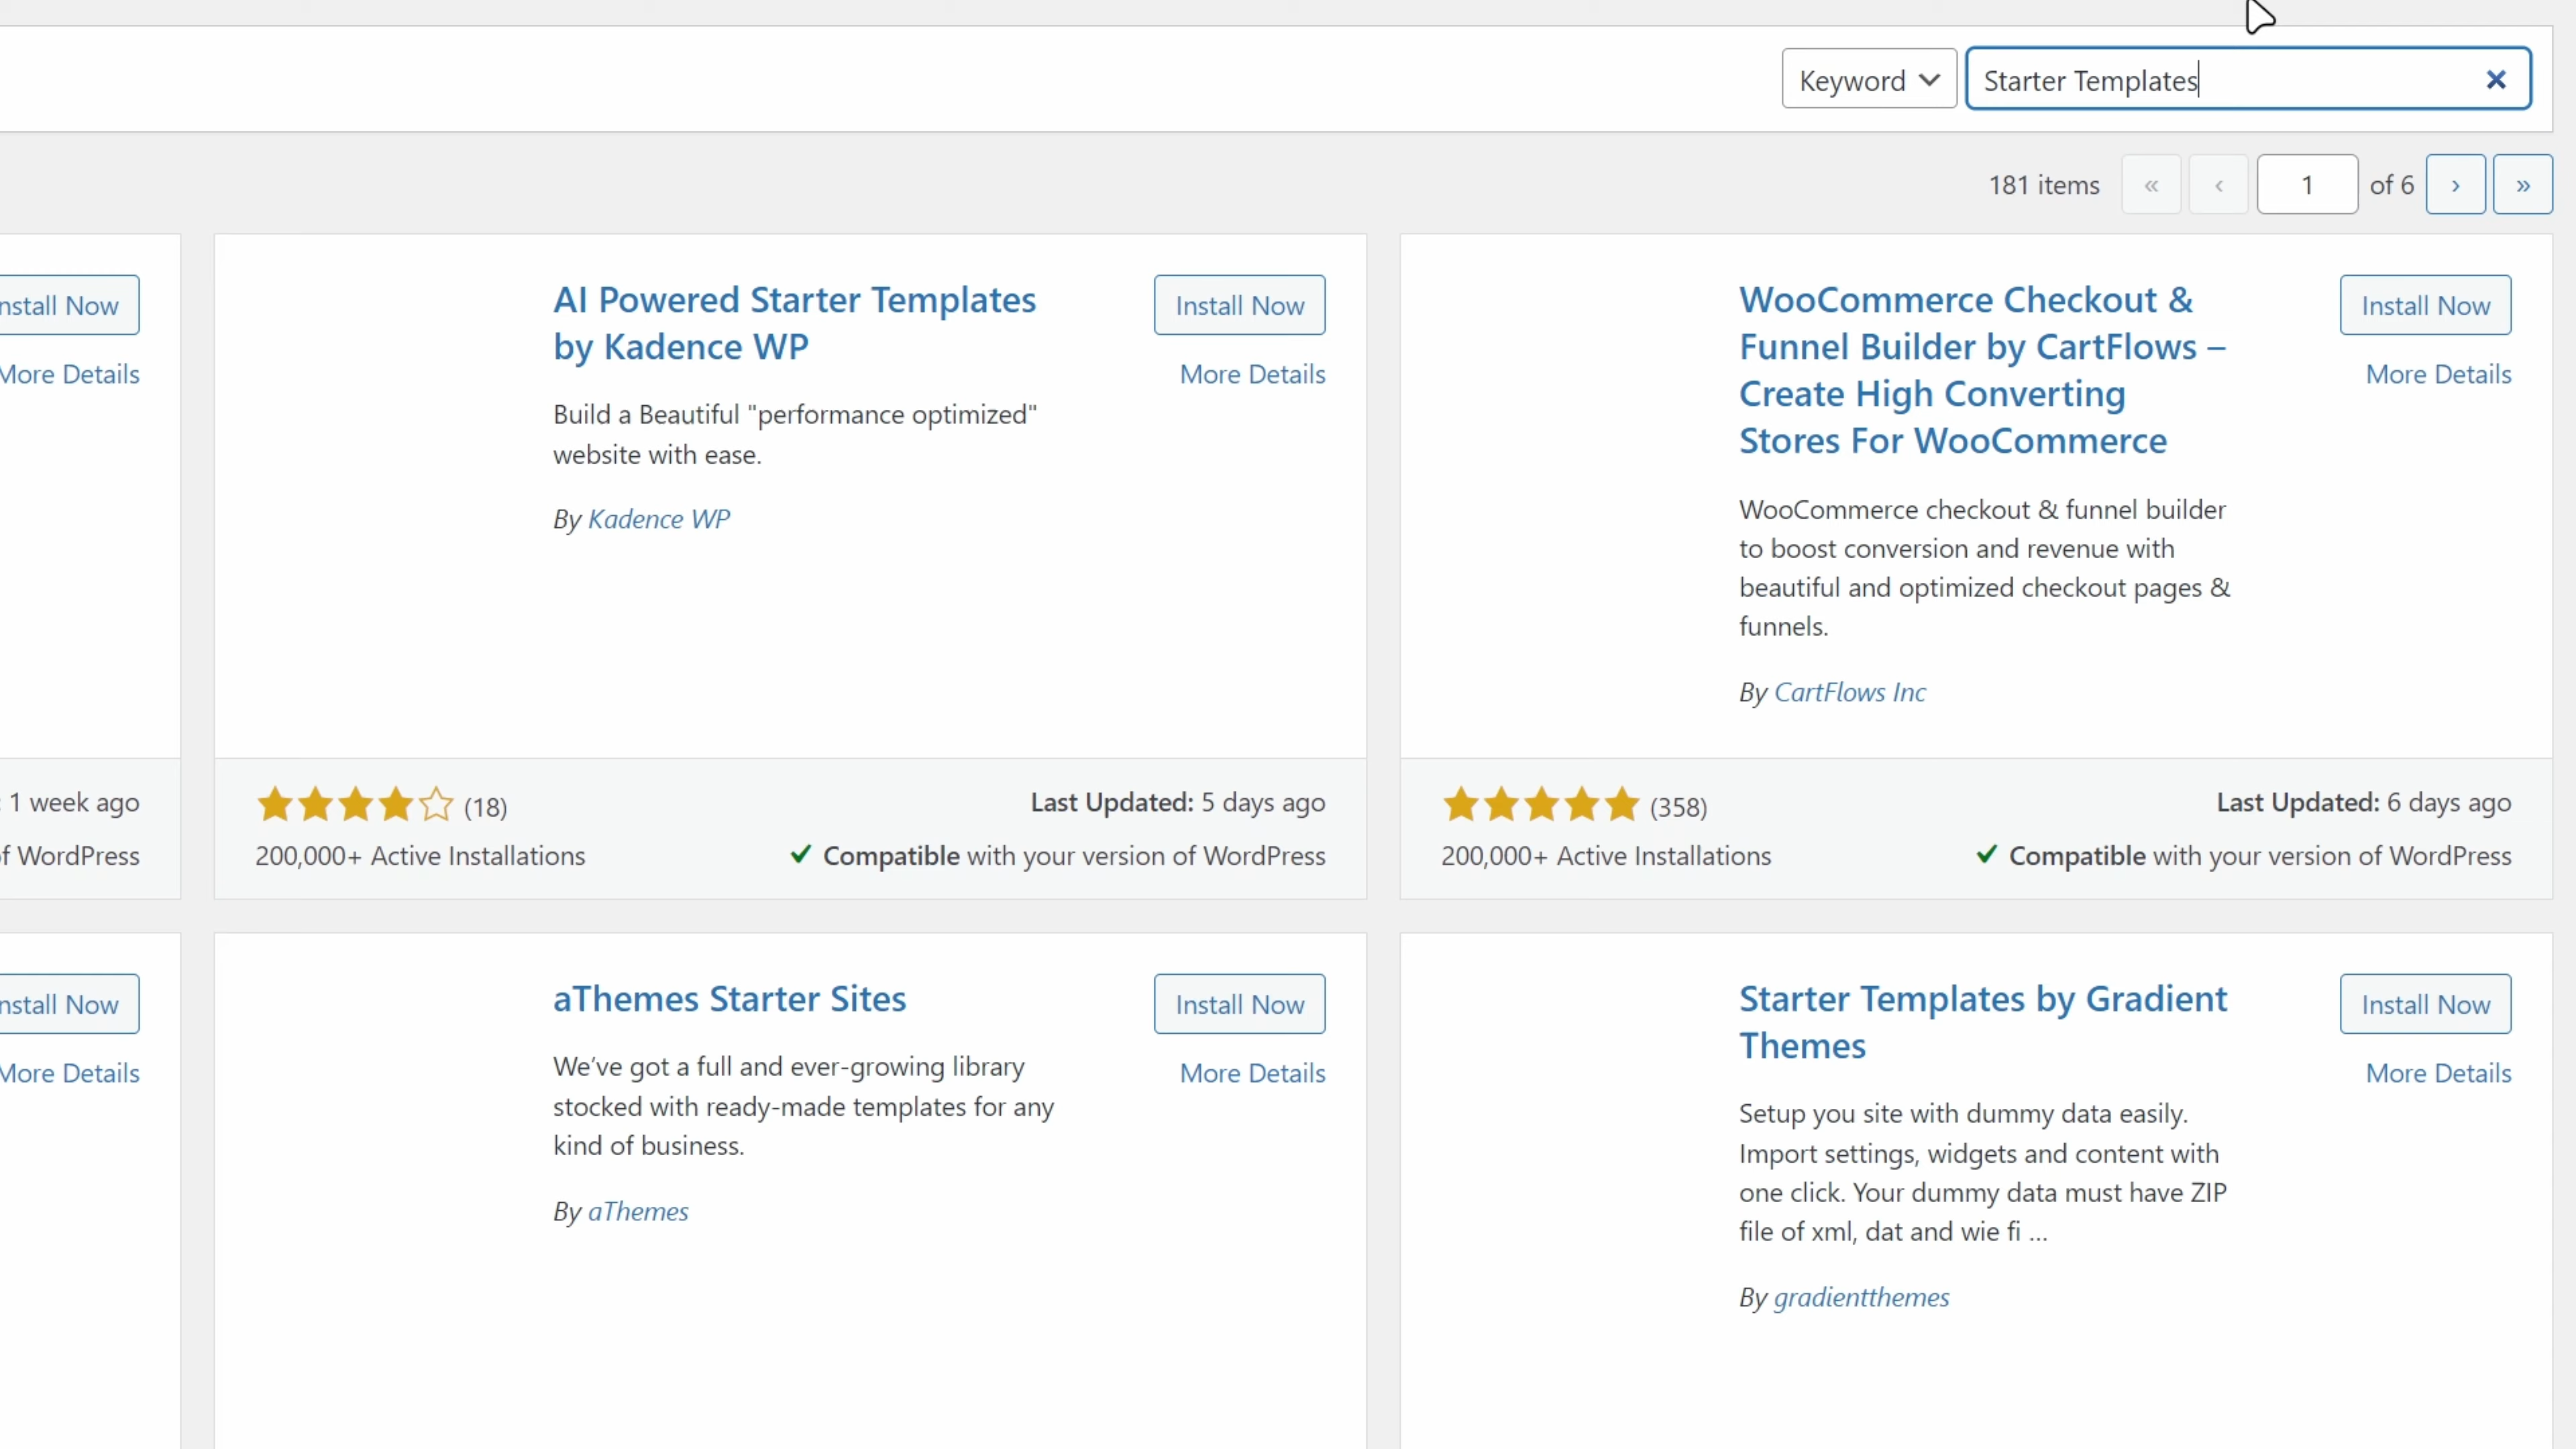 Keyword
Starter Templates
181 items « ‹ 1 of 6 › »
nstall Now
More Details
: 1 week ago
of WordPress
AI Powered Starter Templates
by Kadence WP
Install Now
More Details
Build a Beautiful "performance optimized"
website with ease.
By Kadence WP
(18)
Last Updated: 5 days ago
200,000+ Active Installations
Compatible with your version of WordPress
WooCommerce Checkout &
Funnel Builder by CartFlows –
Create High Converting
Stores For WooCommerce
Install Now
More Details
WooCommerce checkout & funnel builder
to boost conversion and revenue with
beautiful and optimized checkout pages &
funnels.
By CartFlows Inc
(358)
Last Updated: 6 days ago
200,000+ Active Installations
Compatible with your version of WordPress
nstall Now
More Details
aThemes Starter Sites
Install Now
More Details
We’ve got a full and ever-growing library
stocked with ready-made templates for any
kind of business.
By aThemes
Starter Templates by Gradient
Themes
Install Now
More Details
Setup you site with dummy data easily.
Import settings, widgets and content with
one click. Your dummy data must have ZIP
file of xml, dat and wie fi ...
By gradientthemes